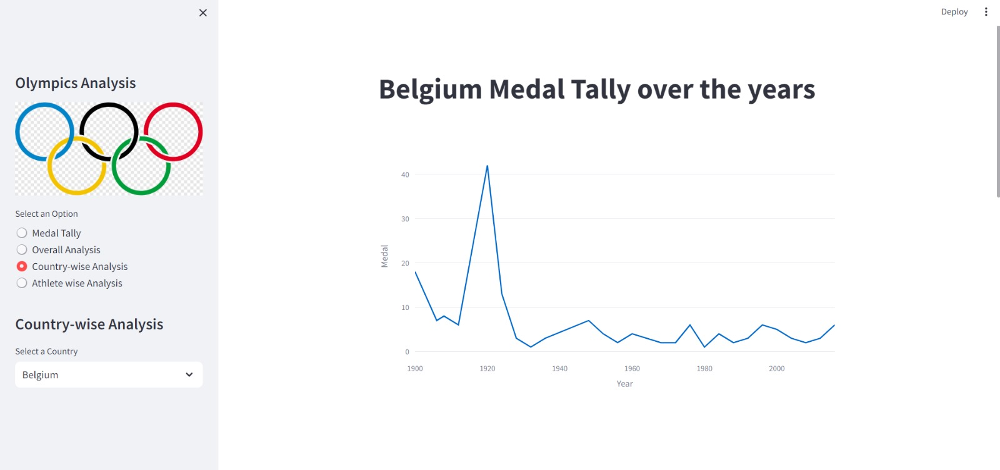 Deploy
Olympics Analysis
Select an Option
Medal Tally
Overall Analysis
Country-wise Analysis
Athlete wise Analysis
Country-wise Analysis
Select a Country
Belgium
Belgium Medal Tally over the years
40
30
20
10
0
Medal
1900 1920 1940 1960 1980 2000
Year